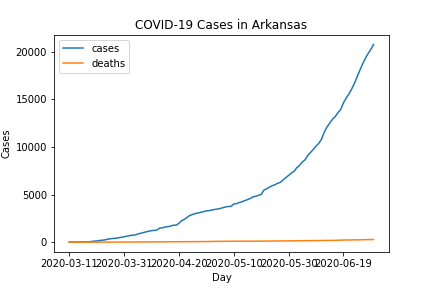 COVID-19 Cases in Arkansas
cases
deaths
20000
15000
10000
5000
0
Cases
2020-03-11
2020-03-31
2020-04-20
2020-05-10
2020-05-30
2020-06-19
Day